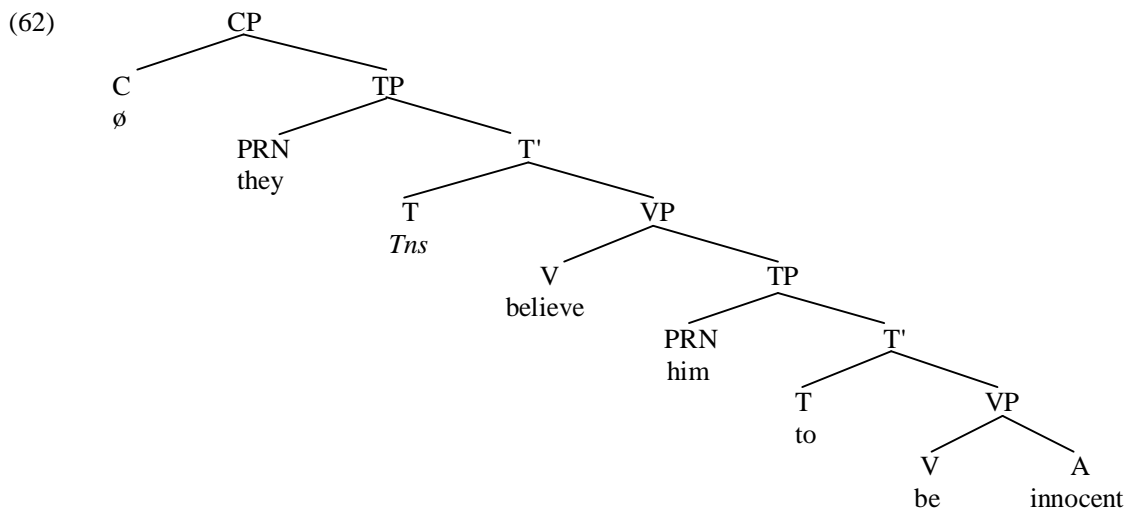 (62) CP
C TP
ø
PRN T'
they
T VP
Tns
V TP
believe
PRN T'
him
T VP
to
V A
be innocent